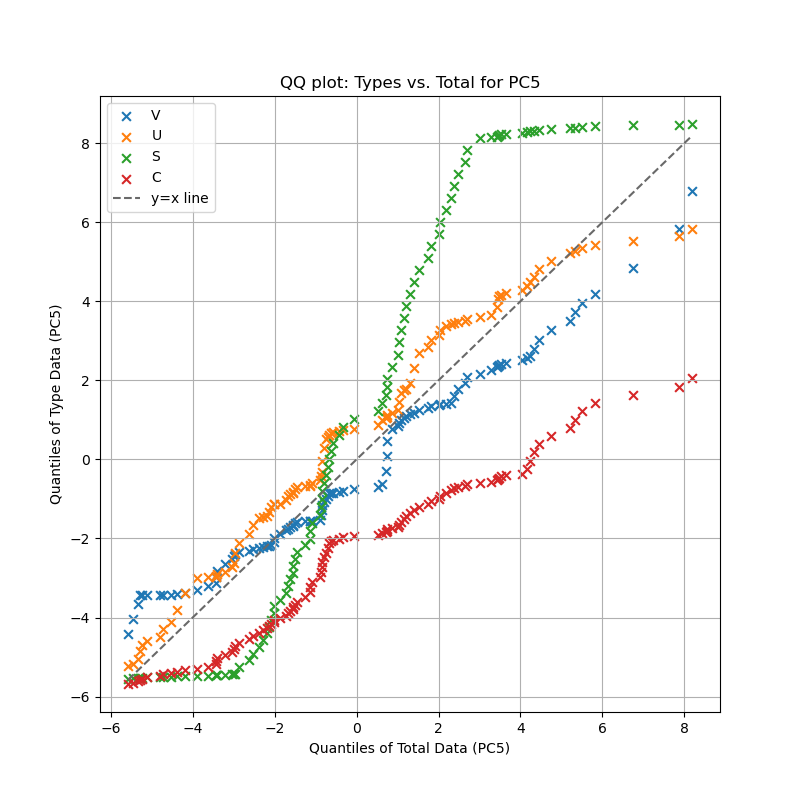 QQ plot: Types vs. Total for PC5
V
U
S
C
y=x line
Quantiles of Type Data (PC5)
8
6
4
2
0
−2
−4
−6
−6 −4 −2 0 2 4 6 8
Quantiles of Total Data (PC5)